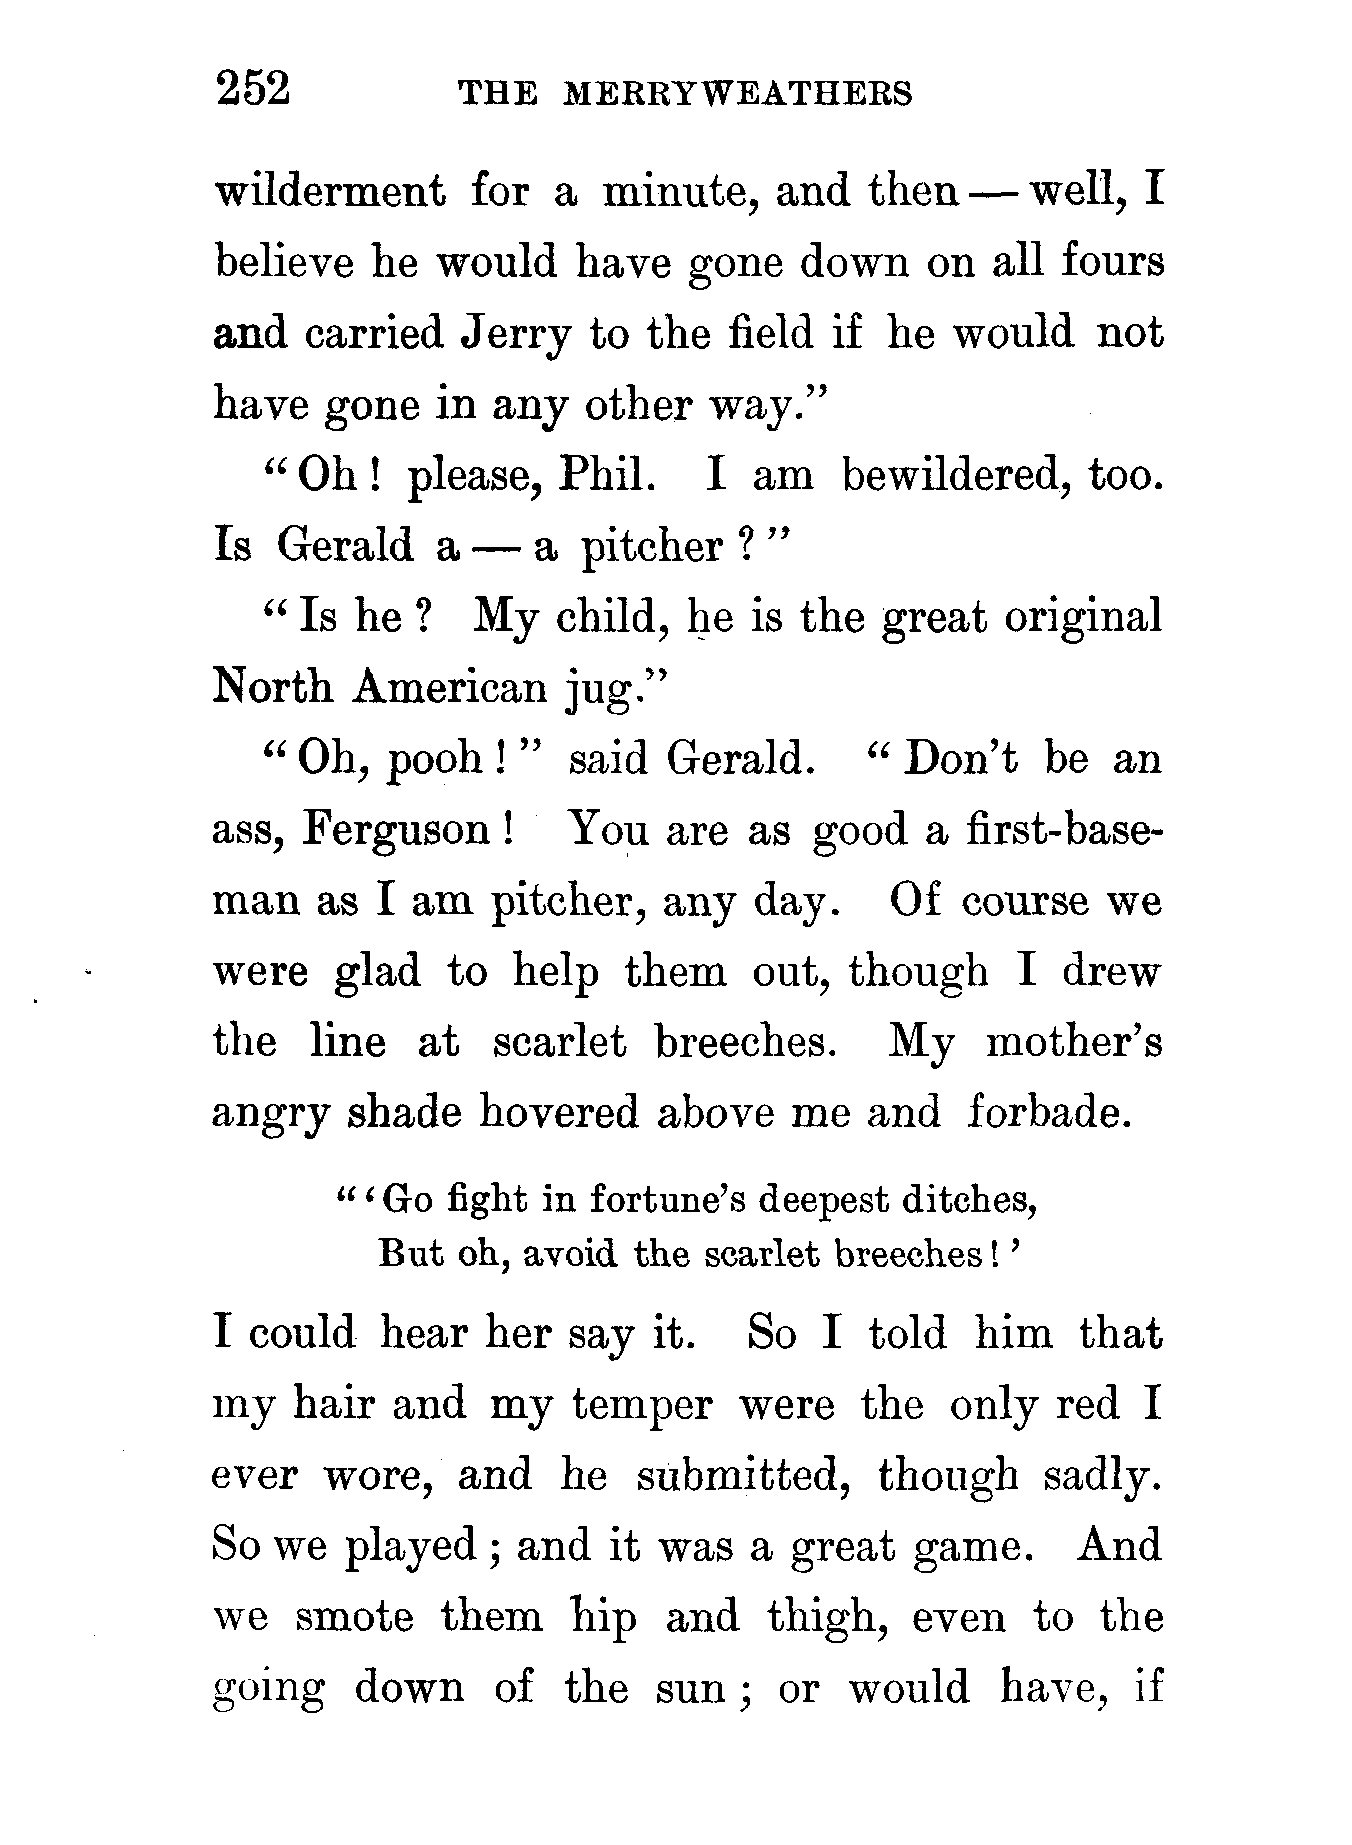 252 THE MERRYWEATHERS
wilderment for a minute, and then — well, I
believe he would have gone down on all fours
and carried Jerry to the field if he would not
have gone in any other way.”
“ Oh ! please, Phil. I am bewildered, too.
Is Gerald a — a pitcher ? ”
“ Is he ? My child, he is the great original
North American jug.”
“ Oh, pooh ! ” said Gerald. “ Don’t be an
ass, Ferguson ! You are as good a first-base-
man as I am pitcher, any day. Of course we
were glad to help them out, though I drew
the line at scarlet breeches. My mother’s
angry shade hovered above me and forbade.
“ ‘ Go fight in fortune’s deepest ditches,
But oh, avoid the scarlet breeches ! ’
I could hear her say it. So I told him that
my hair and my temper were the only red I
ever wore, and he submitted, though sadly.
So we played ; and it was a great game. And
we smote them hip and thigh, even to the
going down of the sun ; or would have, if